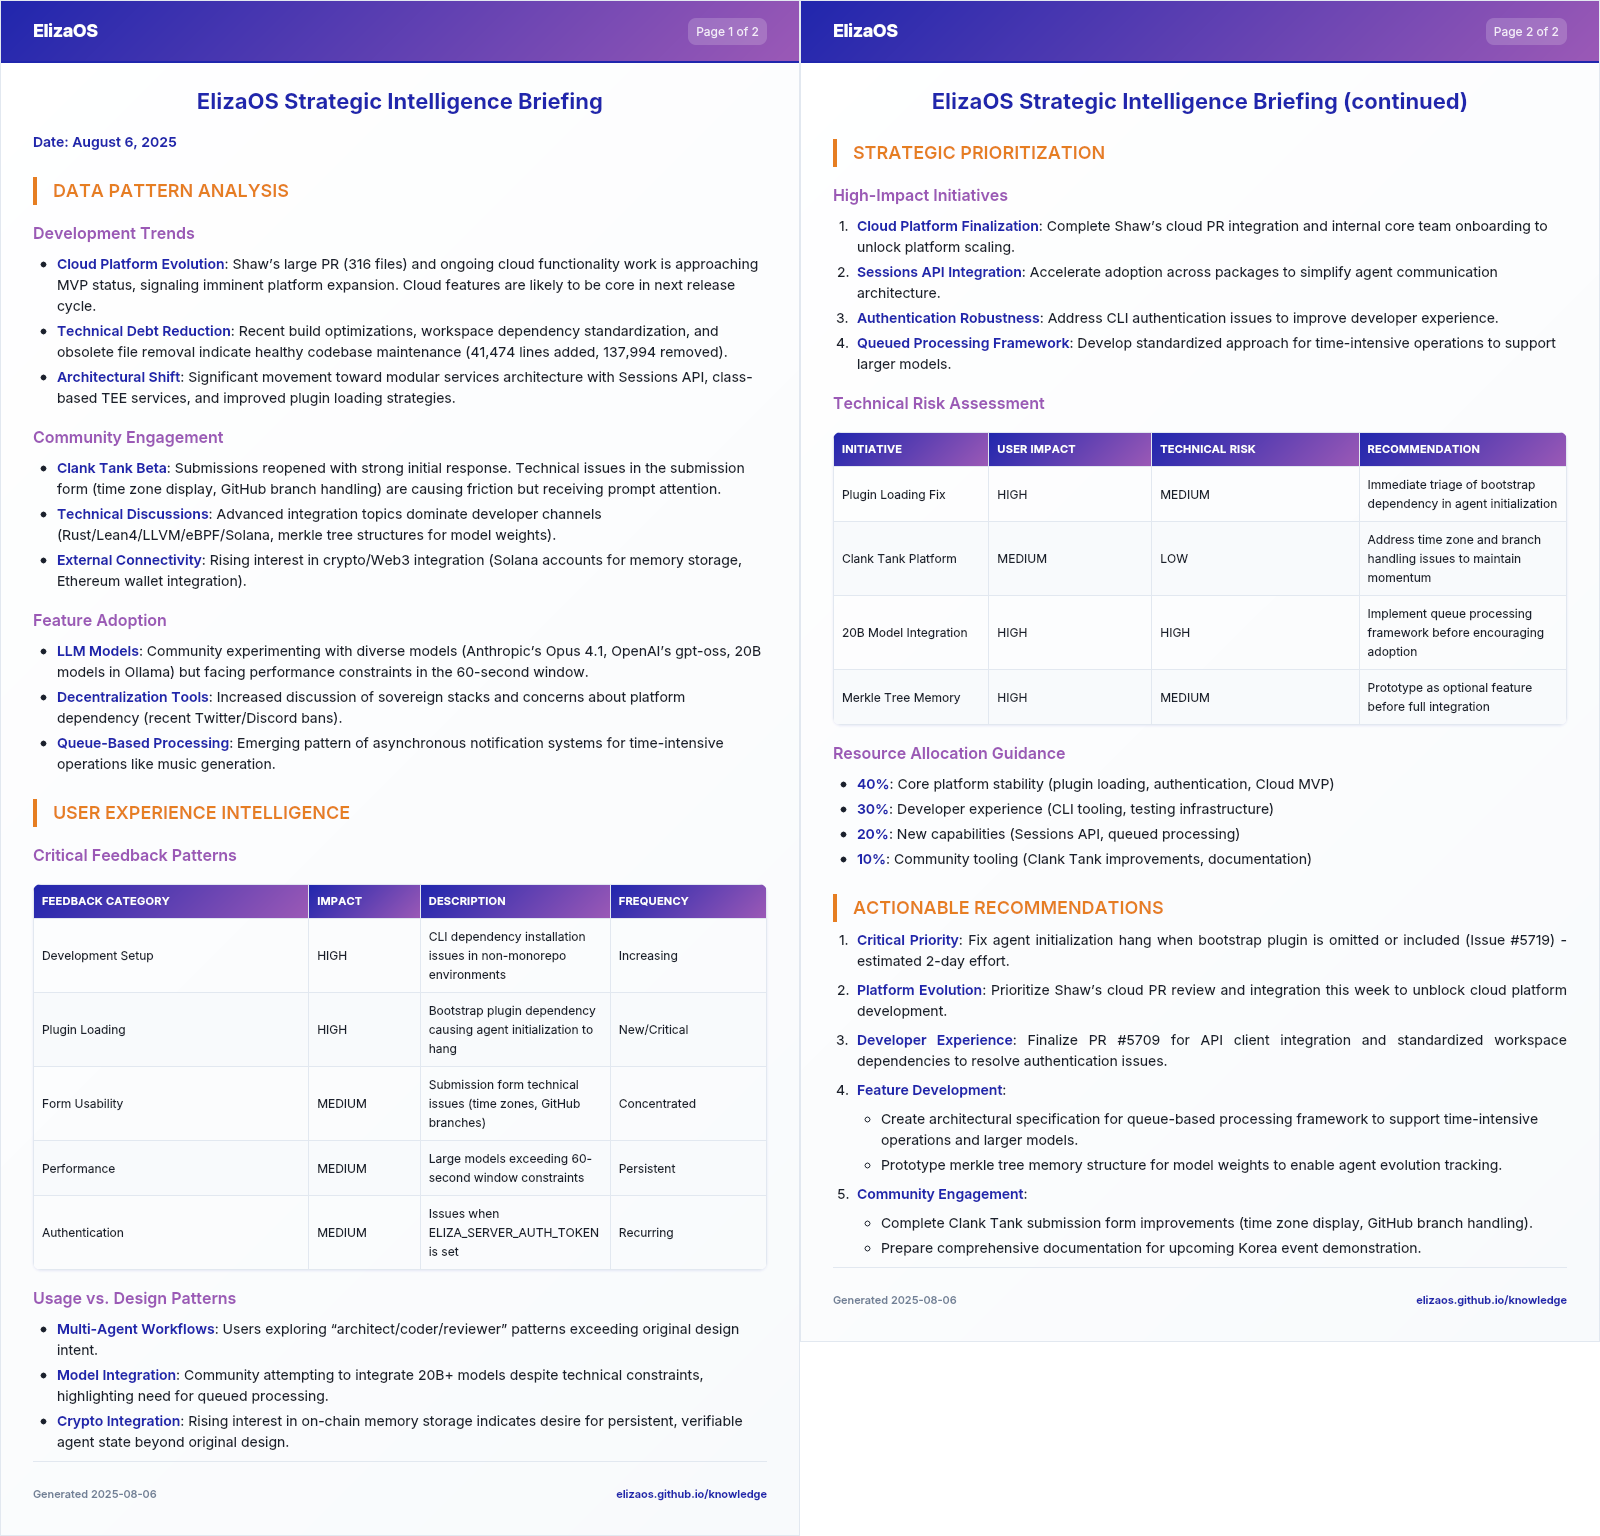 ElizaOS
Page 1 of 2
ElizaOS Strategic Intelligence Briefing
Date: August 6, 2025
DATA PATTERN ANALYSIS
Development Trends
• Cloud Platform Evolution: Shaw’s large PR (316 files) and ongoing cloud functionality work is approaching
MVP status, signaling imminent platform expansion. Cloud features are likely to be core in next release
cycle.
• Technical Debt Reduction: Recent build optimizations, workspace dependency standardization, and
obsolete file removal indicate healthy codebase maintenance (41,474 lines added, 137,994 removed).
• Architectural Shift: Significant movement toward modular services architecture with Sessions API, class-
based TEE services, and improved plugin loading strategies.
Community Engagement
• Clank Tank Beta: Submissions reopened with strong initial response. Technical issues in the submission
form (time zone display, GitHub branch handling) are causing friction but receiving prompt attention.
• Technical Discussions: Advanced integration topics dominate developer channels
(Rust/Lean4/LLVM/eBPF/Solana, merkle tree structures for model weights).
• External Connectivity: Rising interest in crypto/Web3 integration (Solana accounts for memory storage,
Ethereum wallet integration).
Feature Adoption
• LLM Models: Community experimenting with diverse models (Anthropic’s Opus 4.1, OpenAI’s gpt-oss, 20B
models in Ollama) but facing performance constraints in the 60-second window.
• Decentralization Tools: Increased discussion of sovereign stacks and concerns about platform
dependency (recent Twitter/Discord bans).
• Queue-Based Processing: Emerging pattern of asynchronous notification systems for time-intensive
operations like music generation.
USER EXPERIENCE INTELLIGENCE
Critical Feedback Patterns
FEEDBACK CATEGORY IMPACT DESCRIPTION FREQUENCY
Development Setup HIGH CLI dependency installation
issues in non-monorepo
environments Increasing
Plugin Loading HIGH Bootstrap plugin dependency
causing agent initialization to
hang New/Critical
Form Usability MEDIUM Submission form technical
issues (time zones, GitHub
branches) Concentrated
Performance MEDIUM Large models exceeding 60-
second window constraints Persistent
Authentication MEDIUM Issues when
ELIZA_SERVER_AUTH_TOKEN
is set Recurring
Usage vs. Design Patterns
• Multi-Agent Workflows: Users exploring “architect/coder/reviewer” patterns exceeding original design
intent.
• Model Integration: Community attempting to integrate 20B+ models despite technical constraints,
highlighting need for queued processing.
• Crypto Integration: Rising interest in on-chain memory storage indicates desire for persistent, verifiable
agent state beyond original design.
Generated 2025-08-06
elizaos.github.io/knowledge
ElizaOS
Page 2 of 2
ElizaOS Strategic Intelligence Briefing (continued)
STRATEGIC PRIORITIZATION
High-Impact Initiatives
1. Cloud Platform Finalization: Complete Shaw’s cloud PR integration and internal core team onboarding to
unlock platform scaling.
2. Sessions API Integration: Accelerate adoption across packages to simplify agent communication
architecture.
3. Authentication Robustness: Address CLI authentication issues to improve developer experience.
4. Queued Processing Framework: Develop standardized approach for time-intensive operations to support
larger models.
Technical Risk Assessment
INITIATIVE USER IMPACT TECHNICAL RISK RECOMMENDATION
Plugin Loading Fix HIGH MEDIUM Immediate triage of bootstrap
dependency in agent initialization
Clank Tank Platform MEDIUM LOW Address time zone and branch
handling issues to maintain
momentum
20B Model Integration HIGH HIGH Implement queue processing
framework before encouraging
adoption
Merkle Tree Memory HIGH MEDIUM Prototype as optional feature
before full integration
Resource Allocation Guidance
• 40%: Core platform stability (plugin loading, authentication, Cloud MVP)
• 30%: Developer experience (CLI tooling, testing infrastructure)
• 20%: New capabilities (Sessions API, queued processing)
• 10%: Community tooling (Clank Tank improvements, documentation)
ACTIONABLE RECOMMENDATIONS
1. Critical Priority: Fix agent initialization hang when bootstrap plugin is omitted or included (Issue #5719) -
estimated 2-day effort.
2. Platform Evolution: Prioritize Shaw’s cloud PR review and integration this week to unblock cloud platform
development.
3. Developer Experience: Finalize PR #5709 for API client integration and standardized workspace
dependencies to resolve authentication issues.
4. Feature Development:
◦ Create architectural specification for queue-based processing framework to support time-intensive
operations and larger models.
◦ Prototype merkle tree memory structure for model weights to enable agent evolution tracking.
5. Community Engagement:
◦ Complete Clank Tank submission form improvements (time zone display, GitHub branch handling).
◦ Prepare comprehensive documentation for upcoming Korea event demonstration.
Generated 2025-08-06
elizaos.github.io/knowledge